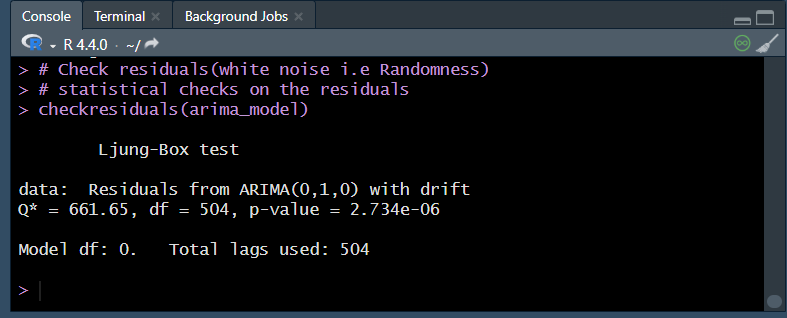 Console Terminal Background Jobs
R 4.4.0 · ~/
> # Check residuals(white noise i.e Randomness)
> # statistical checks on the residuals
> checkresiduals(arima_model)
Ljung-Box test
data:  Residuals from ARIMA(0,1,0) with drift
Q* = 661.65, df = 504, p-value = 2.734e-06
Model df: 0.   Total lags used: 504
>